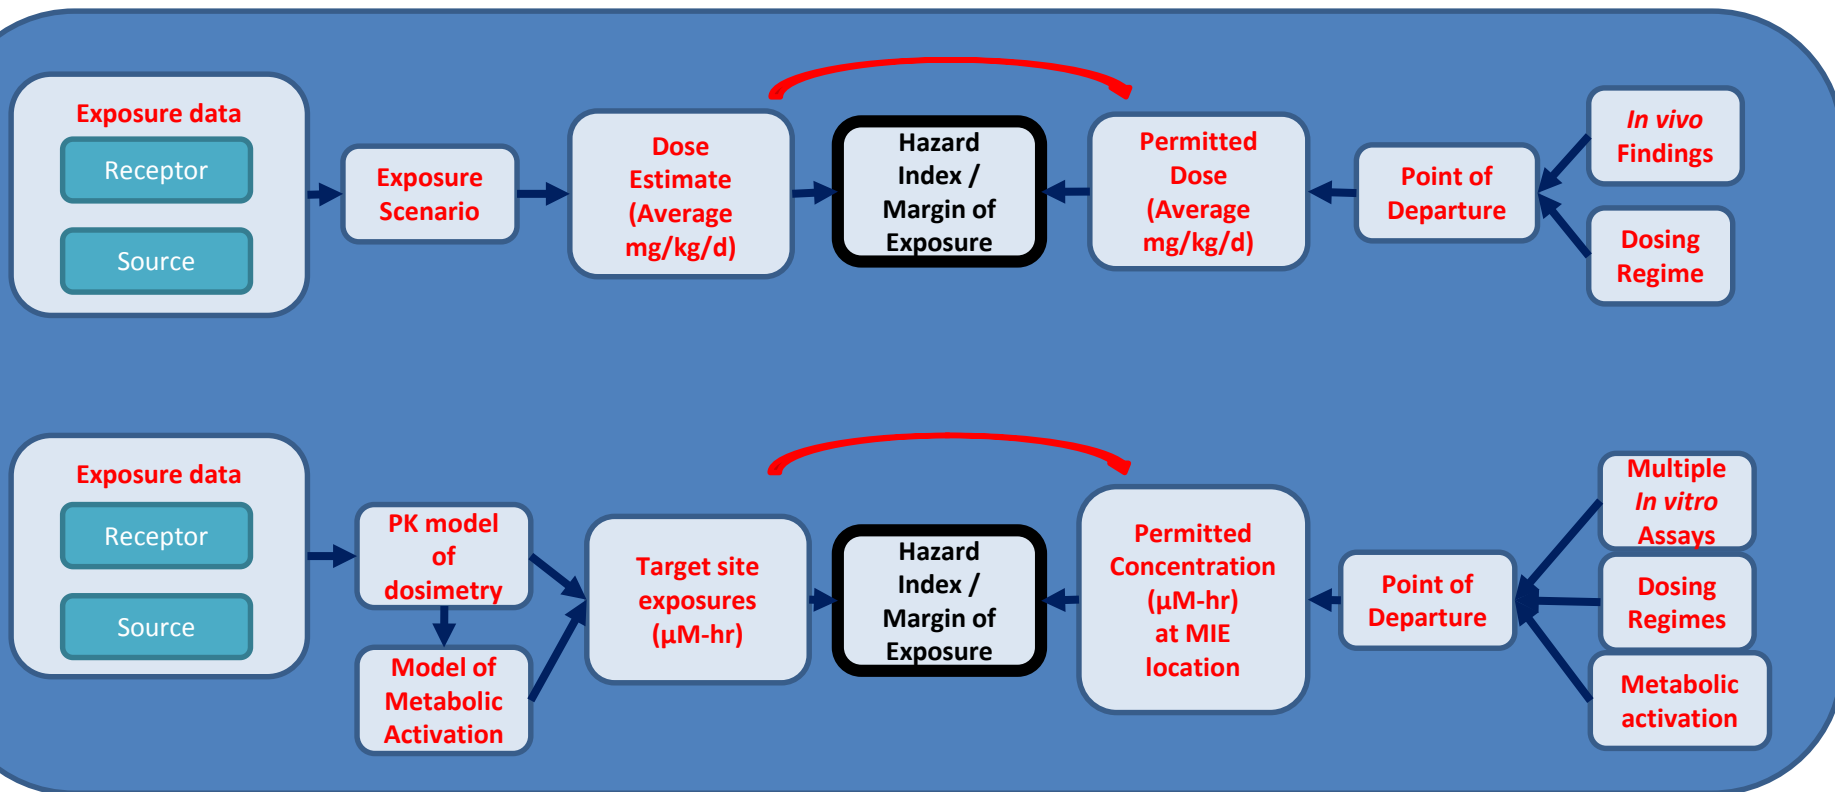 Exposure data
Receptor
Source
Exposure
Scenario
Dose
Estimate
(Average
mg/kg/d)
Hazard
Index /
Margin of
Exposure
Permitted
Dose
(Average
mg/kg/d)
Point of
Departure
In vivo
Findings
Dosing
Regime
Exposure data
Receptor
Source
PK model
of
dosimetry
Model of
Metabolic
Activation
Target site
exposures
(µM-hr)
Hazard
Index /
Margin of
Exposure
Permitted
Concentration
(µM-hr)
at MIE
location
Point of
Departure
Multiple
In vitro
Assays
Dosing
Regimes
Metabolic
activation